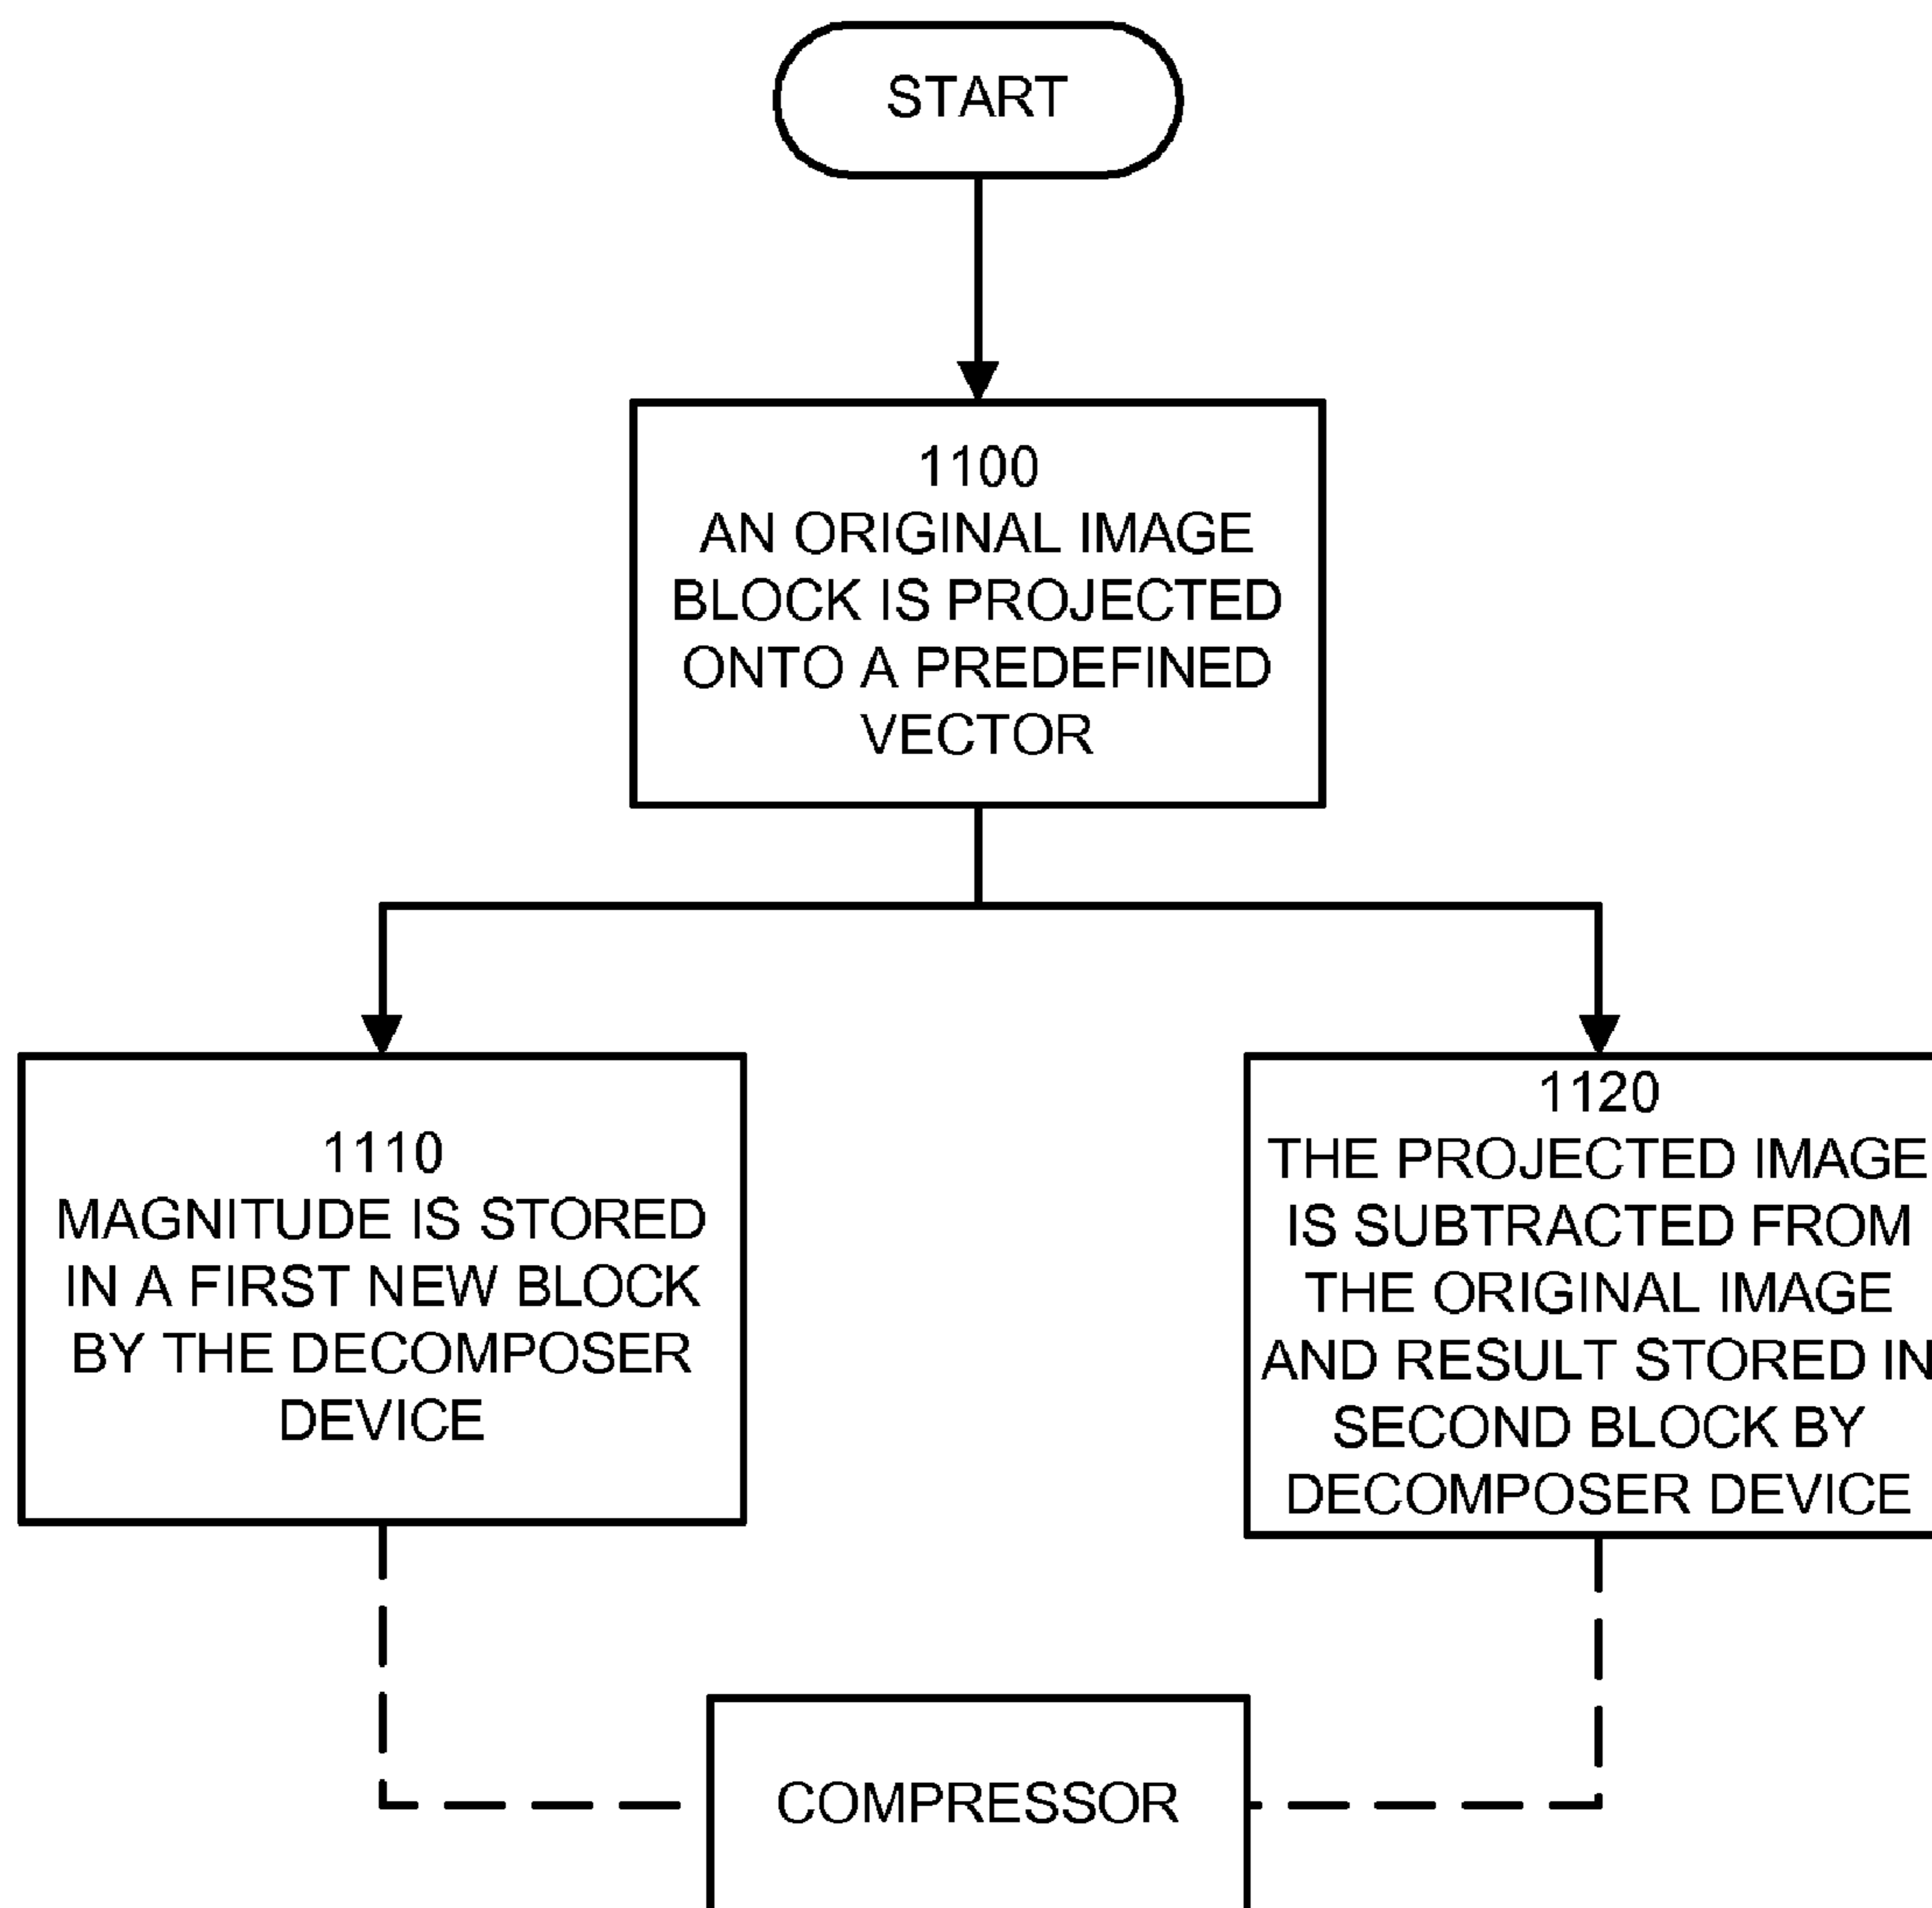 START
1100
AN ORIGINAL IMAGE
BLOCK IS PROJECTED
ONTO A PREDEFINED
VECTOR
1110
MAGNITUDE IS STORED
IN A FIRST NEW BLOCK
BY THE DECOMPOSER
DEVICE
1120
THE PROJECTED IMAGE
IS SUBTRACTED FROM
THE ORIGINAL IMAGE
AND RESULT STORED IN
SECOND BLOCK BY
DECOMPOSER DEVICE
COMPRESSOR